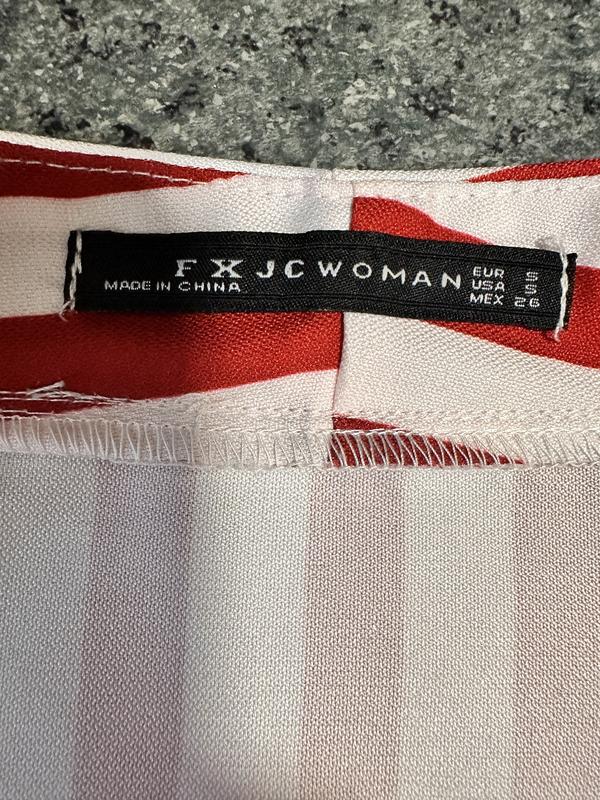 FXJCWOMAN
MADE IN CHINA
EUR S
USA S
MEX 26